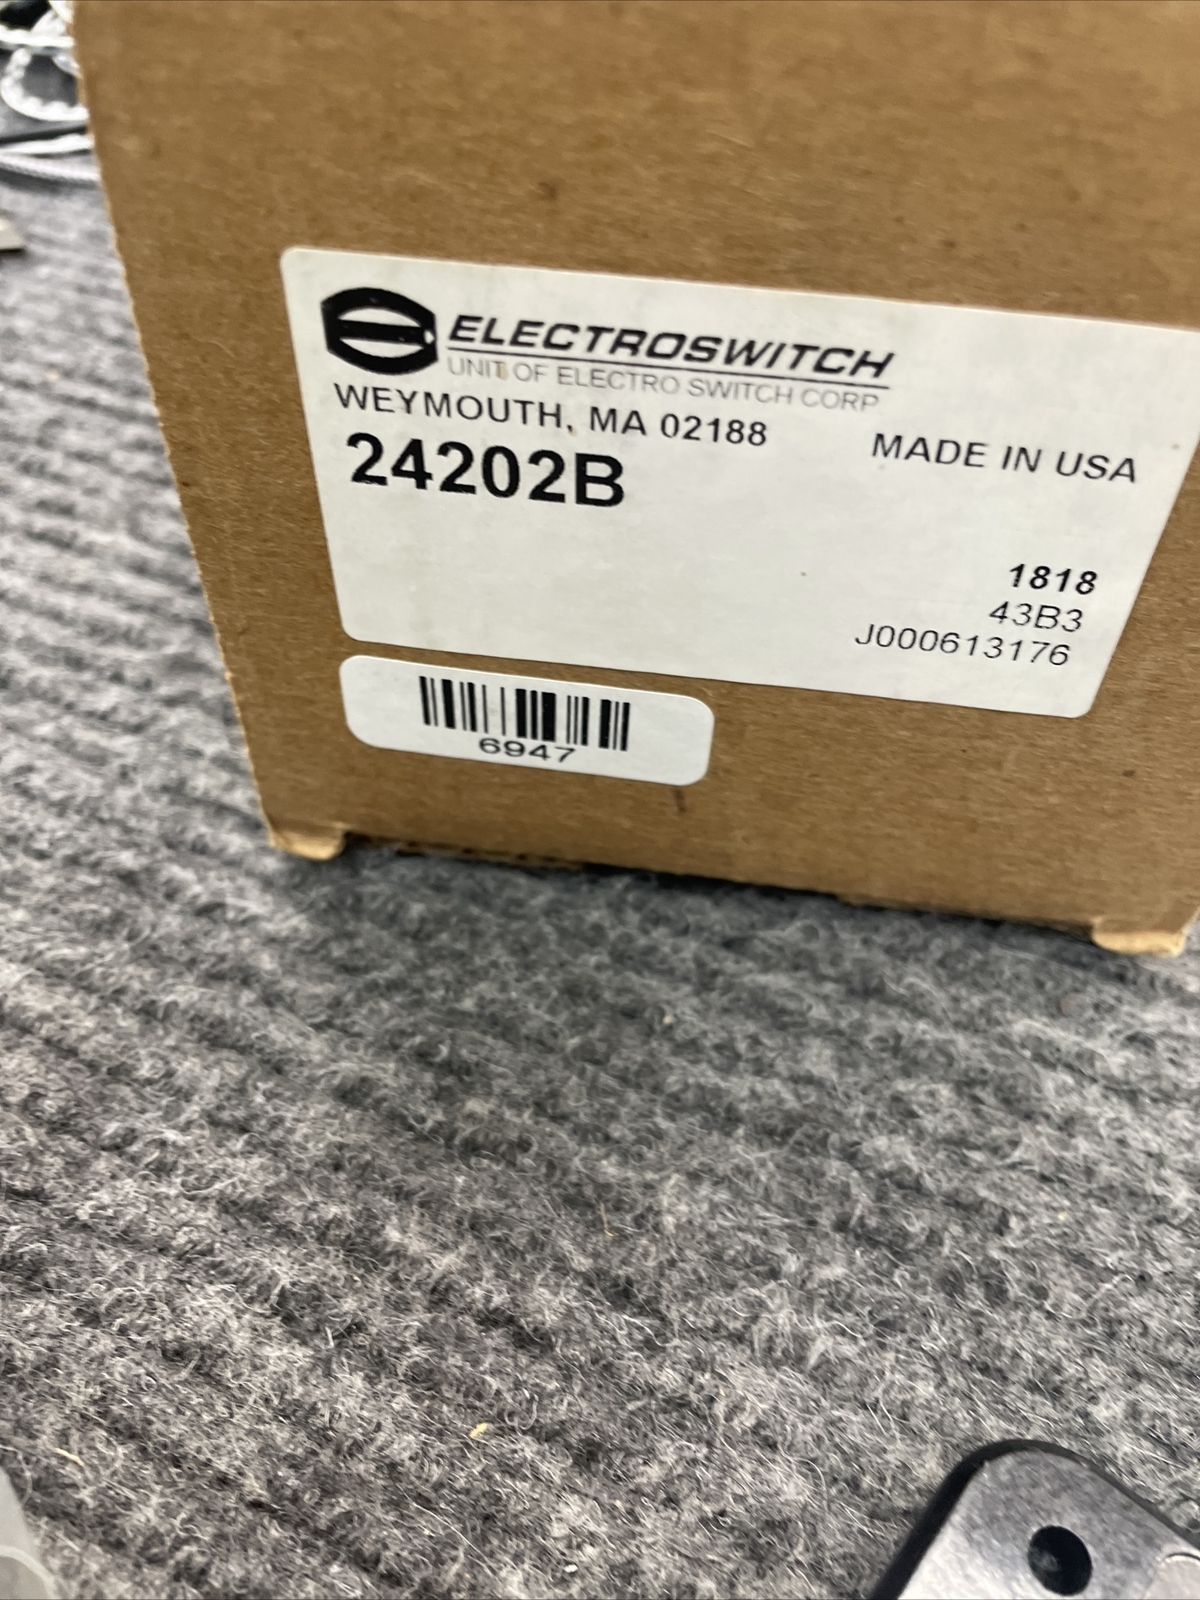 ELECTROSWITCH
UNIT OF ELECTRO SWITCH CORP
WEYMOUTH, MA 02188
MADE IN USA
24202B
1818
43B3
J000613176
6947